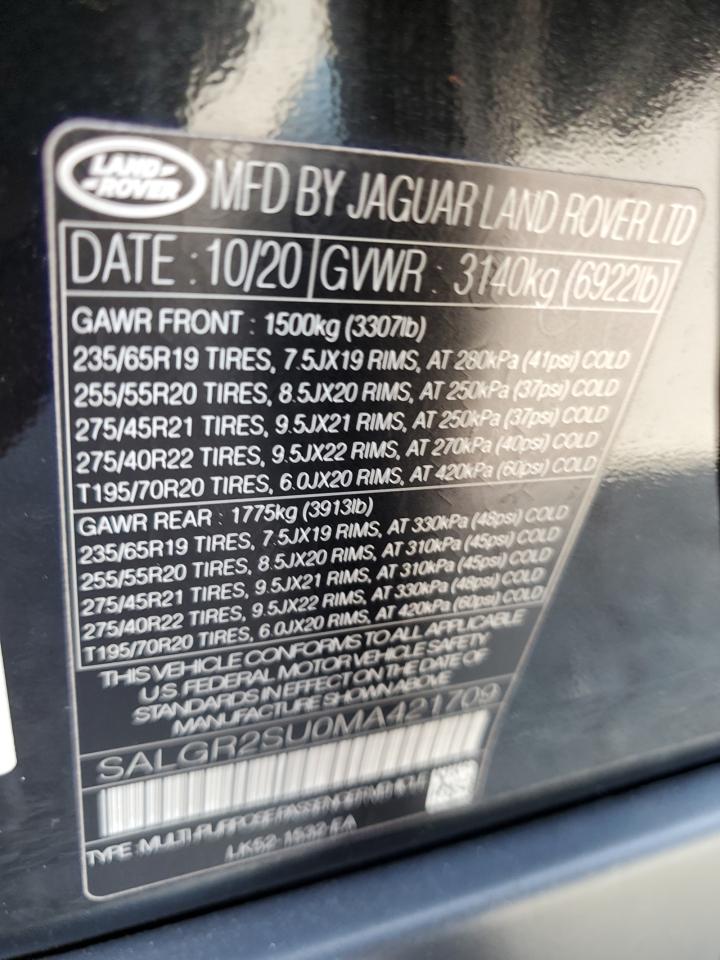 LAND ROVER
MFD BY JAGUAR LAND ROVER LTD
DATE : 10/20 GVWR : 3140kg (6922lb)
GAWR FRONT : 1500kg (3307lb)
235/65R19 TIRES, 7.5JX19 RIMS, AT 280kPa (41psi) COLD
255/55R20 TIRES, 8.5JX20 RIMS, AT 250kPa (37psi) COLD
275/45R21 TIRES, 9.5JX21 RIMS, AT 250kPa (37psi) COLD
275/40R22 TIRES, 9.5JX22 RIMS, AT 270kPa (40psi) COLD
T195/70R20 TIRES, 6.0JX20 RIMS, AT 420kPa (60psi) COLD
GAWR REAR : 1775kg (3913lb)
235/65R19 TIRES, 7.5JX19 RIMS, AT 330kPa (48psi) COLD
255/55R20 TIRES, 8.5JX20 RIMS, AT 310kPa (45psi) COLD
275/45R21 TIRES, 9.5JX21 RIMS, AT 310kPa (45psi) COLD
275/40R22 TIRES, 9.5JX22 RIMS, AT 330kPa (48psi) COLD
T195/70R20 TIRES, 6.0JX20 RIMS, AT 420kPa (60psi) COLD
THIS VEHICLE CONFORMS TO ALL APPLICABLE
U.S. FEDERAL MOTOR VEHICLE SAFETY
STANDARDS IN EFFECT ON THE DATE OF
MANUFACTURE SHOWN ABOVE
SALGR2SU0MA421709
TYPE :MULTI PURPOSE PASSENGER VEHICLE
LK52-1532-EA